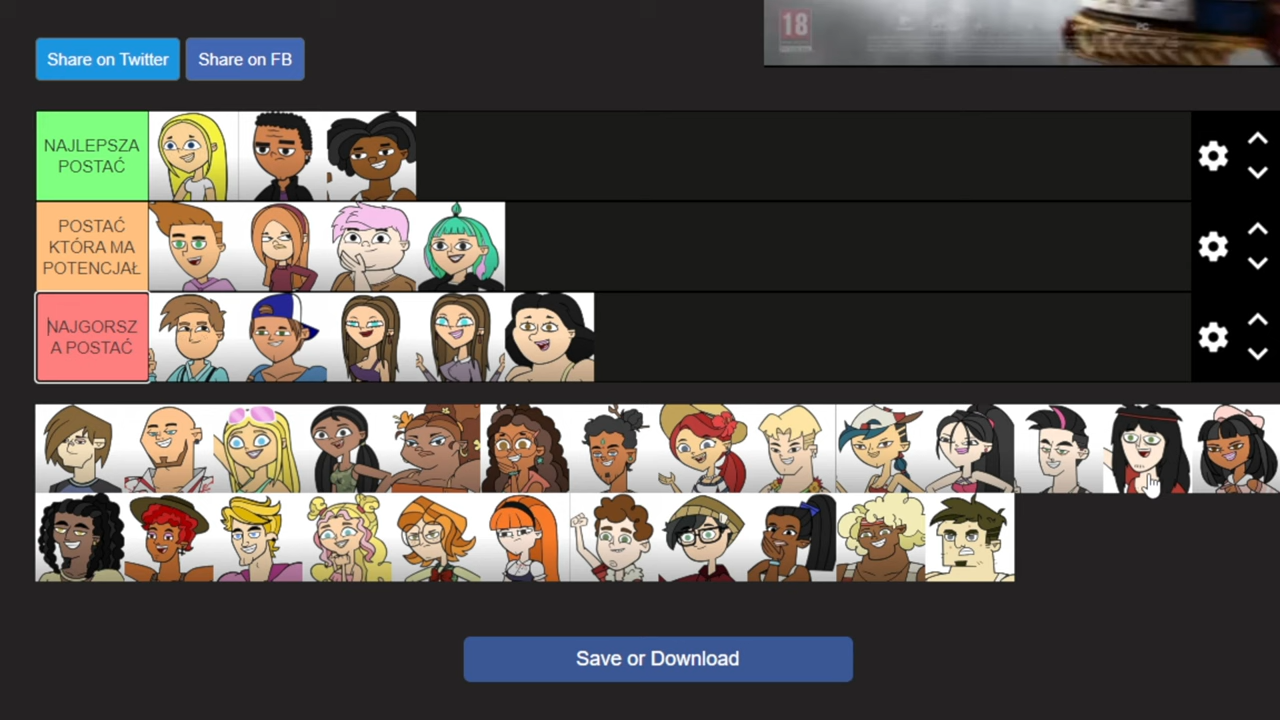 18
Share on Twitter
Share on FB
NAJLEPSZA
POSTAĆ
POSTAĆ
KTÓRA MA
POTENCJAŁ
NAJGORSZ
A POSTAĆ
Save or Download